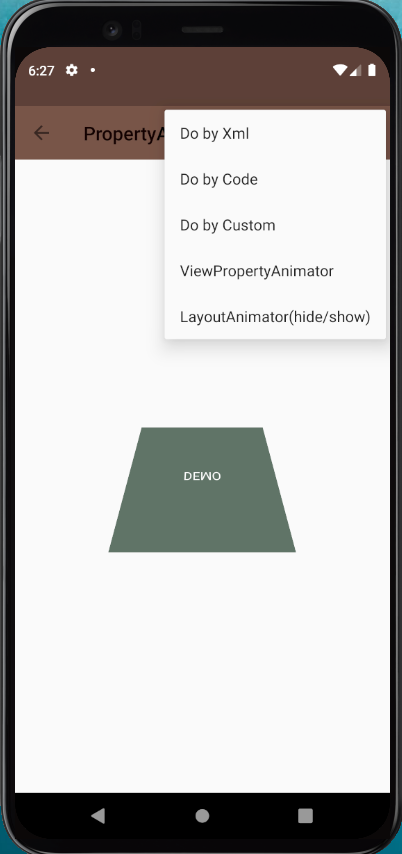 6:27
PropertyA
Do by Xml
Do by Code
Do by Custom
ViewPropertyAnimator
LayoutAnimator(hide/show)
DEMO